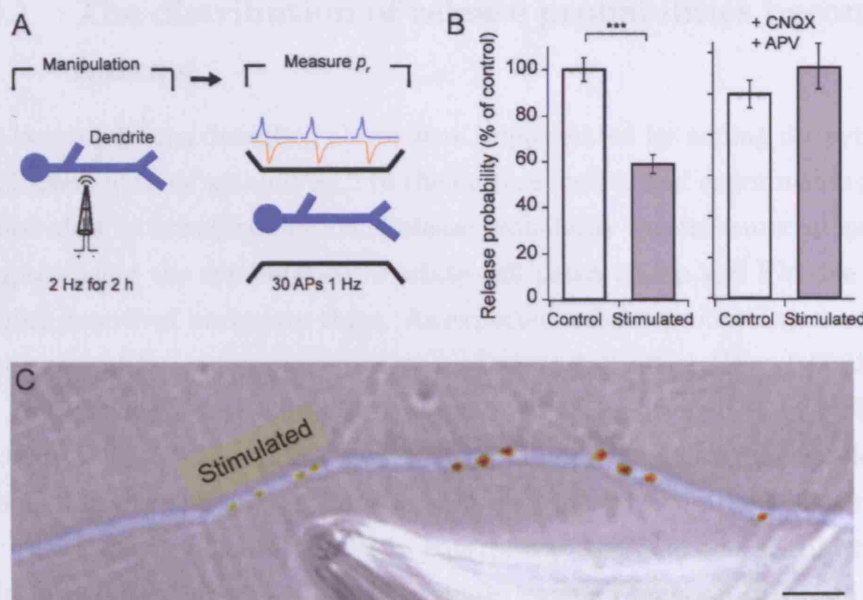 A
Manipulation
Measure pr
Dendrite
2 Hz for 2 h
30 APs 1 Hz
B
Release probability (% of control)
100
80
60
40
20
0
***
Control Stimulated
+ CNQX
+ APV
Control Stimulated
C
Stimulated